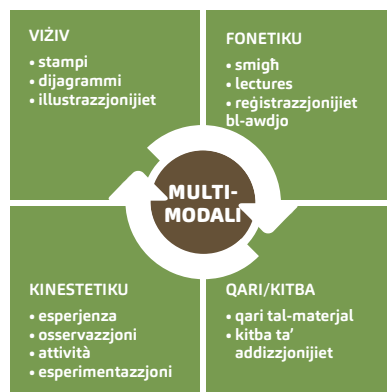 VIŻIV
• stampi
• dijagrammi
• illustrazzjonijiet
FONETIKU
• smigħ
• lectures
• reġistrazzjonijiet
bl-awdjo
MULTI-
MODALI
KINESTETIKU
• esperjenza
• osservazzjoni
• attività
• esperimentazzjoni
QARI/KITBA
• qari tal-materjal
• kitba ta’
addizzjonijiet